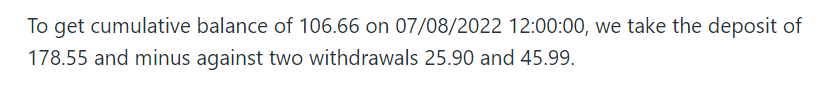 To get cumulative balance of 106.66 on 07/08/2022 12:00:00, we take the deposit of
178.55 and minus against two withdrawals 25.90 and 45.99.